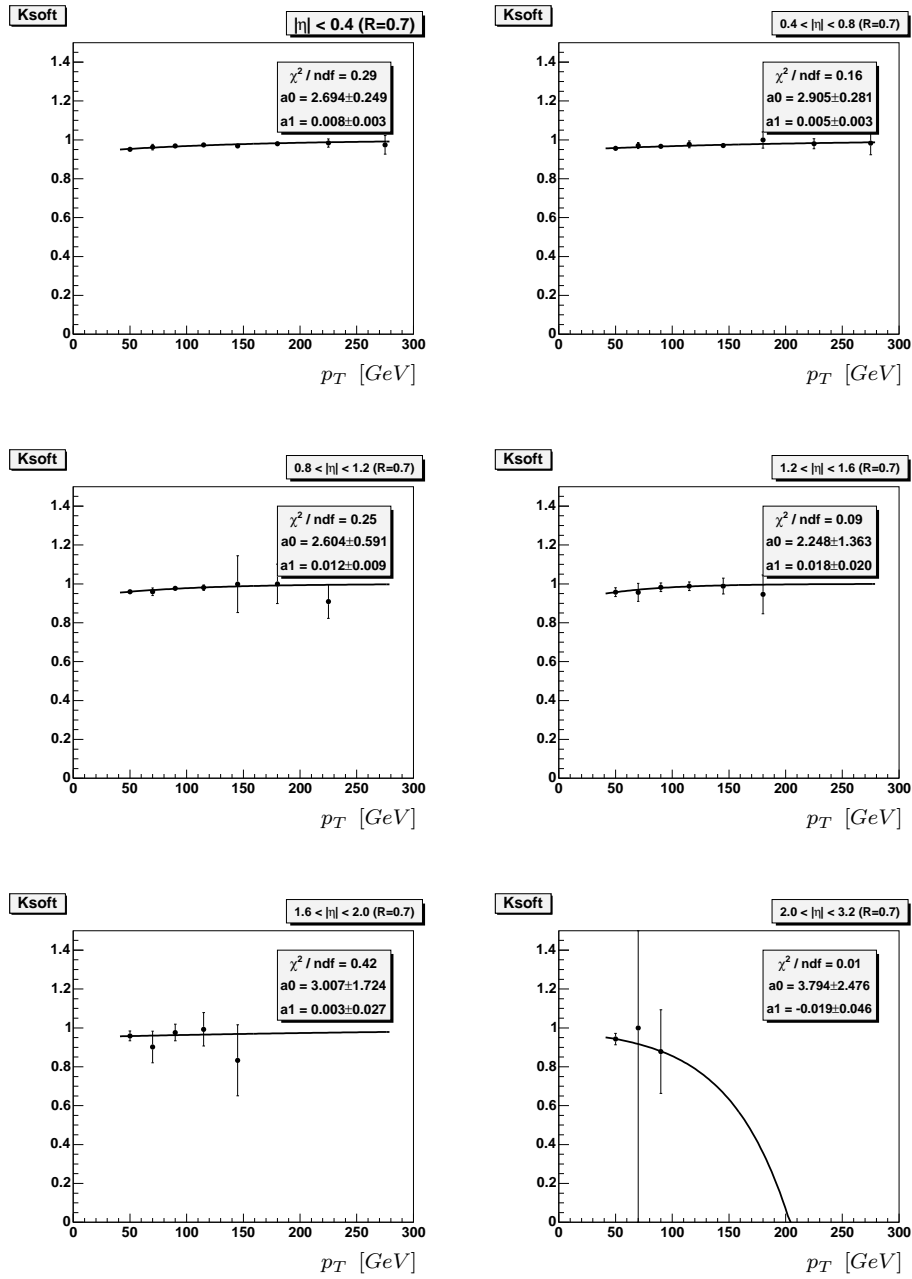 Ksoft
|η| < 0.4 (R=0.7)
χ² / ndf = 0.29
a0 = 2.694±0.249
a1 = 0.008±0.003
1.4
1.2
1
0.8
0.6
0.4
0.2
0
0 50 100 150 200 250 300
p_T [GeV]
Ksoft
0.4 < |η| < 0.8 (R=0.7)
χ² / ndf = 0.16
a0 = 2.905±0.281
a1 = 0.005±0.003
1.4
1.2
1
0.8
0.6
0.4
0.2
0
0 50 100 150 200 250 300
p_T [GeV]
Ksoft
0.8 < |η| < 1.2 (R=0.7)
χ² / ndf = 0.25
a0 = 2.604±0.591
a1 = 0.012±0.009
1.4
1.2
1
0.8
0.6
0.4
0.2
0
0 50 100 150 200 250 300
p_T [GeV]
Ksoft
1.2 < |η| < 1.6 (R=0.7)
χ² / ndf = 0.09
a0 = 2.248±1.363
a1 = 0.018±0.020
1.4
1.2
1
0.8
0.6
0.4
0.2
0
0 50 100 150 200 250 300
p_T [GeV]
Ksoft
1.6 < |η| < 2.0 (R=0.7)
χ² / ndf = 0.42
a0 = 3.007±1.724
a1 = 0.003±0.027
1.4
1.2
1
0.8
0.6
0.4
0.2
0
0 50 100 150 200 250 300
p_T [GeV]
Ksoft
2.0 < |η| < 3.2 (R=0.7)
χ² / ndf = 0.01
a0 = 3.794±2.476
a1 = -0.019±0.046
1.4
1.2
1
0.8
0.6
0.4
0.2
0
0 50 100 150 200 250 300
p_T [GeV]